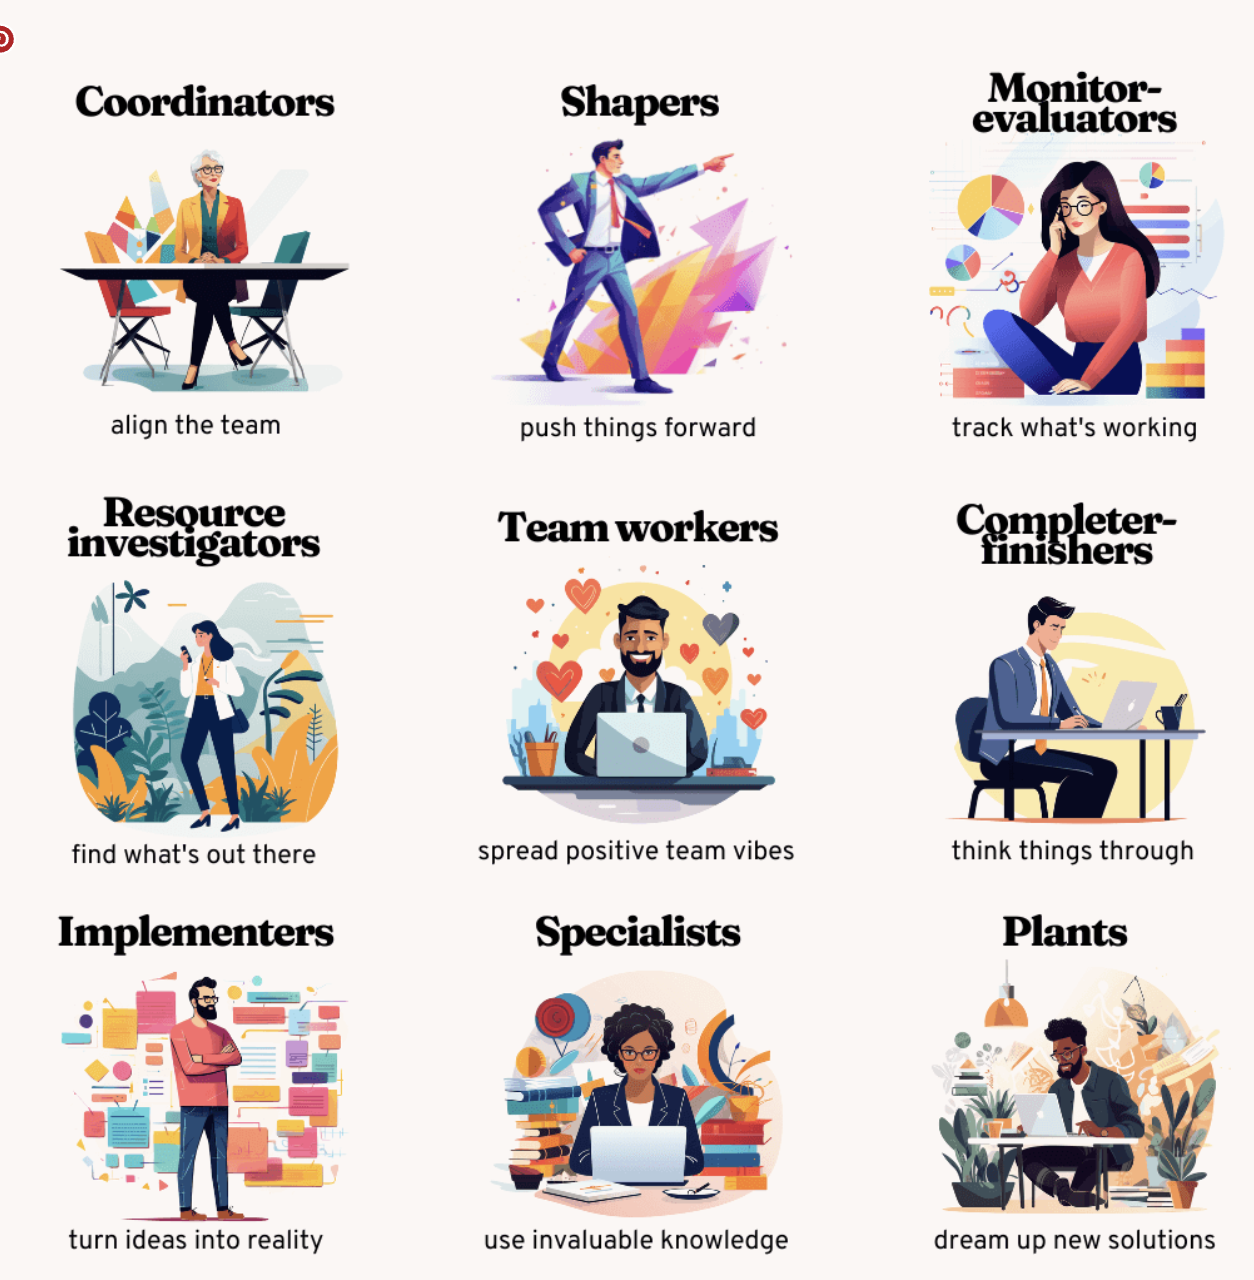 Coordinators
Shapers
Monitor-
evaluators
align the team
push things forward
track what's working
Resource
investigators
Team workers
Completer-
finishers
find what's out there
spread positive team vibes
think things through
Implementers
Specialists
Plants
turn ideas into reality
use invaluable knowledge
dream up new solutions